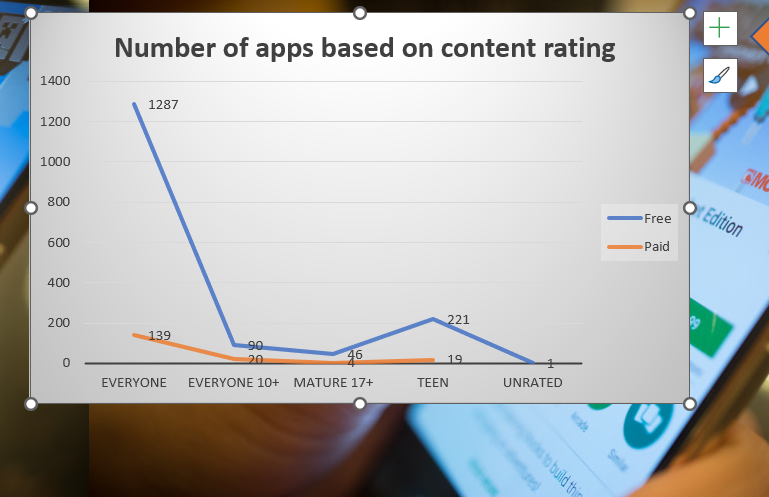 Number of apps based on content rating
1400
1200
1000
800
600
400
200
0
1287
139
90
20
46
4
221
19
1
EVERYONE EVERYONE 10+ MATURE 17+ TEEN UNRATED
Free
Paid
Edition
Similar